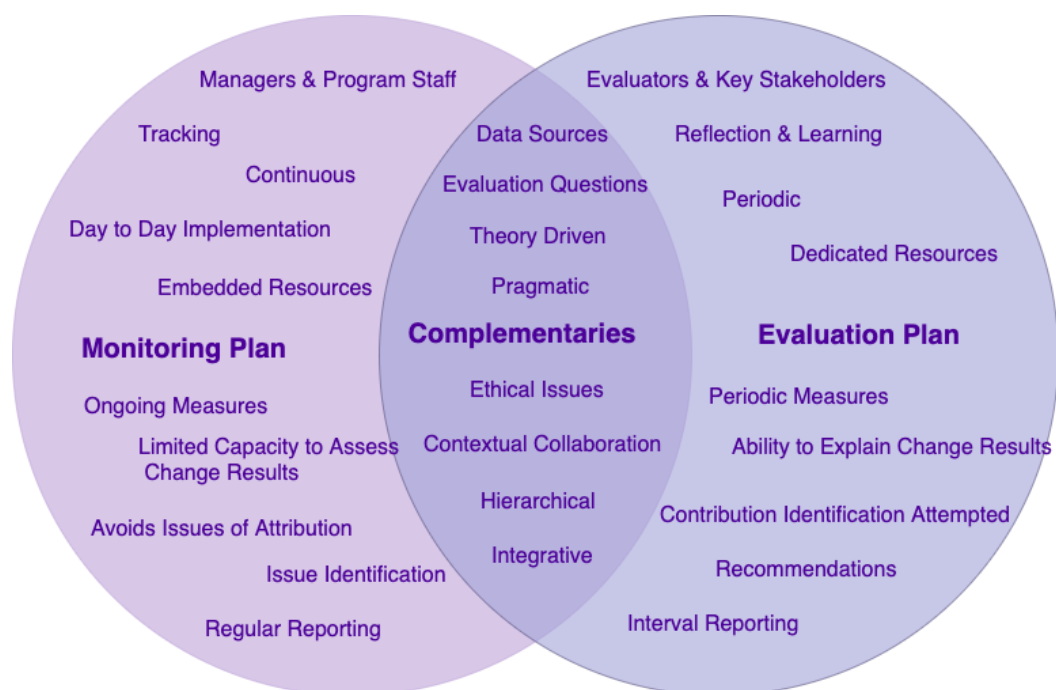 Managers & Program Staff
Tracking
Continuous
Day to Day Implementation
Embedded Resources
Monitoring Plan
Ongoing Measures
Limited Capacity to Assess
Change Results
Avoids Issues of Attribution
Issue Identification
Regular Reporting
Data Sources
Evaluation Questions
Theory Driven
Pragmatic
Complementaries
Ethical Issues
Contextual Collaboration
Hierarchical
Integrative
Evaluators & Key Stakeholders
Reflection & Learning
Periodic
Dedicated Resources
Evaluation Plan
Periodic Measures
Ability to Explain Change Results
Contribution Identification Attempted
Recommendations
Interval Reporting